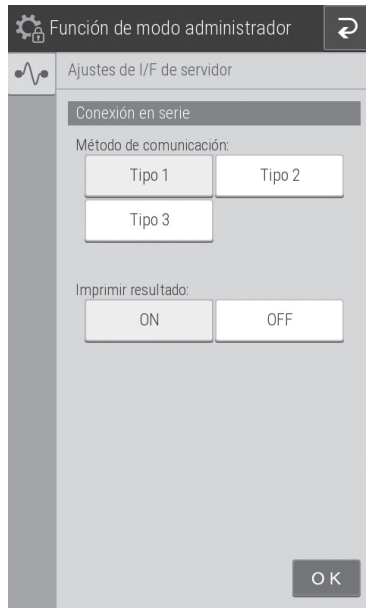 Función de modo administrador
Ajustes de I/F de servidor
Conexión en serie
Método de comunicación:
Tipo 1 Tipo 2
Tipo 3
Imprimir resultado:
ON OFF
OK